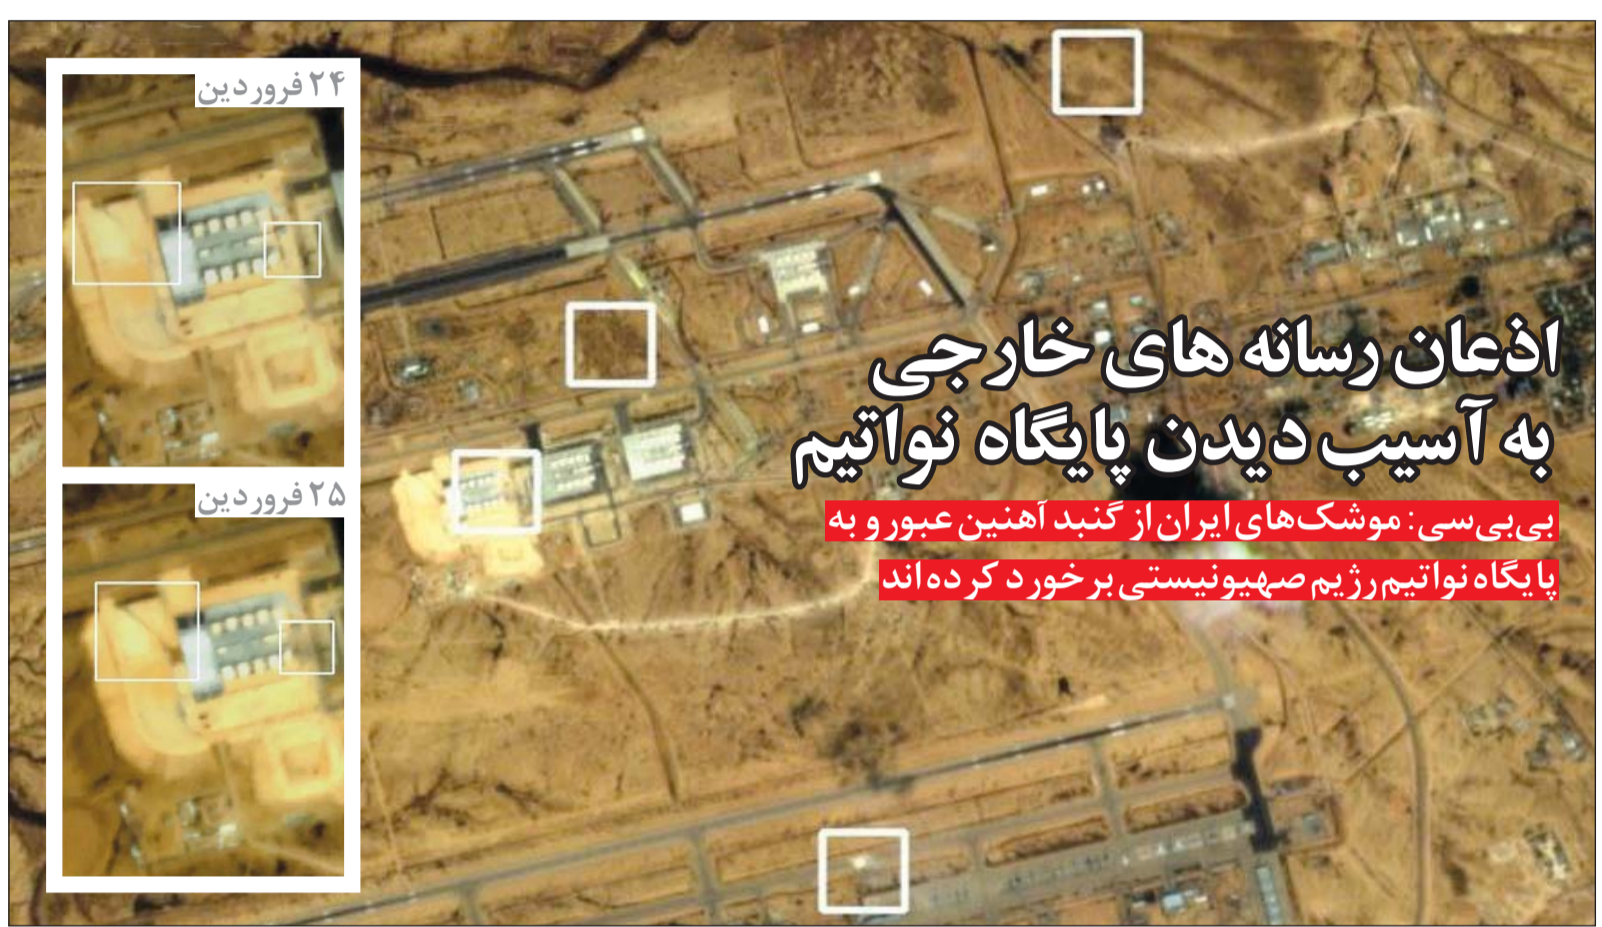 اذعان رسانه های خارجی
به آسیب دیدن پایگاه نواتیم
بی‌بی‌سی: موشک‌های ایران از گنبد آهنین عبور و به
پایگاه نواتیم رژیم صهیونیستی برخورد کرده‌اند
۲۴ فروردین
۲۵ فروردین